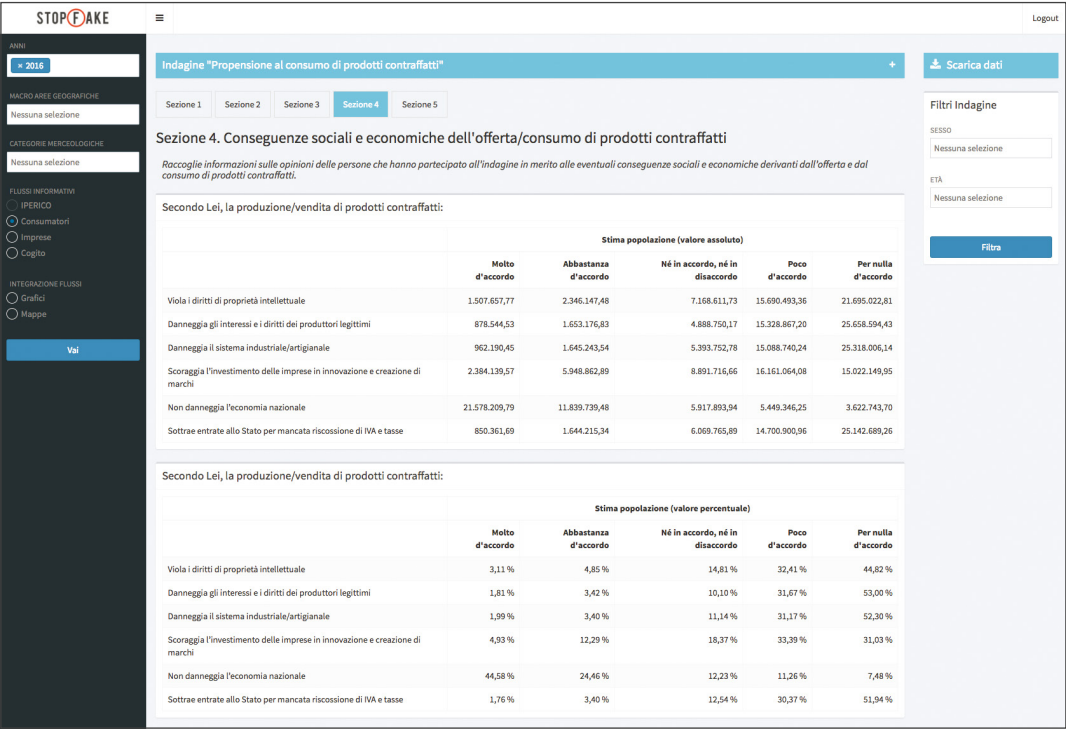 STOP F AKE
Logout
ANNI
× 2016
MACRO AREE GEOGRAFICHE
Nessuna selezione
CATEGORIE MERCEOLOGICHE
Nessuna selezione
FLUSSI INFORMATIVI
IPERICO
Consumatori
Imprese
Cogito
INTEGRAZIONE FLUSSI
Grafici
Mappe
Vai
Indagine "Propensione al consumo di prodotti contraffatti" +
Sezione 1 Sezione 2 Sezione 3 Sezione 4 Sezione 5
Sezione 4. Conseguenze sociali e economiche dell'offerta/consumo di prodotti contraffatti
Raccoglie informazioni sulle opinioni delle persone che hanno partecipato all'indagine in merito alle eventuali conseguenze sociali e economiche derivanti dall'offerta e dal
consumo di prodotti contraffatti.
Secondo Lei, la produzione/vendita di prodotti contraffatti:
Stima popolazione (valore assoluto)
Molto Abbastanza Né in accordo, né in Poco Per nulla
d'accordo d'accordo disaccordo d'accordo d'accordo
Viola i diritti di proprietà intellettuale 1.507.657,77 2.346.147,48 7.168.611,73 15.690.493,36 21.695.022,81
Danneggia gli interessi e i diritti dei produttori legittimi 878.544,53 1.653.176,83 4.888.750,17 15.328.867,20 25.658.594,43
Danneggia il sistema industriale/artigianale 962.190,45 1.645.243,54 5.393.752,78 15.088.740,24 25.318.006,14
Scoraggia l'investimento delle imprese in innovazione e creazione di 2.384.139,57 5.948.862,89 8.891.716,66 16.161.064,08 15.022.149,95
marchi
Non danneggia l'economia nazionale 21.578.209,79 11.839.739,48 5.917.893,94 5.449.346,25 3.622.743,70
Sottrae entrate allo Stato per mancata riscossione di IVA e tasse 850.361,69 1.644.215,34 6.069.765,89 14.700.900,96 25.142.689,26
Secondo Lei, la produzione/vendita di prodotti contraffatti:
Stima popolazione (valore percentuale)
Molto Abbastanza Né in accordo, né in Poco Per nulla
d'accordo d'accordo disaccordo d'accordo d'accordo
Viola i diritti di proprietà intellettuale 3,11 % 4,85 % 14,81 % 32,41 % 44,82 %
Danneggia gli interessi e i diritti dei produttori legittimi 1,81 % 3,42 % 10,10 % 31,67 % 53,00 %
Danneggia il sistema industriale/artigianale 1,99 % 3,40 % 11,14 % 31,17 % 52,30 %
Scoraggia l'investimento delle imprese in innovazione e creazione di 4,93 % 12,29 % 18,37 % 33,39 % 31,03 %
marchi
Non danneggia l'economia nazionale 44,58 % 24,46 % 12,23 % 11,26 % 7,48 %
Sottrae entrate allo Stato per mancata riscossione di IVA e tasse 1,76 % 3,40 % 12,54 % 30,37 % 51,94 %
Scarica dati
Filtri Indagine
SESSO
Nessuna selezione
ETÀ
Nessuna selezione
Filtra